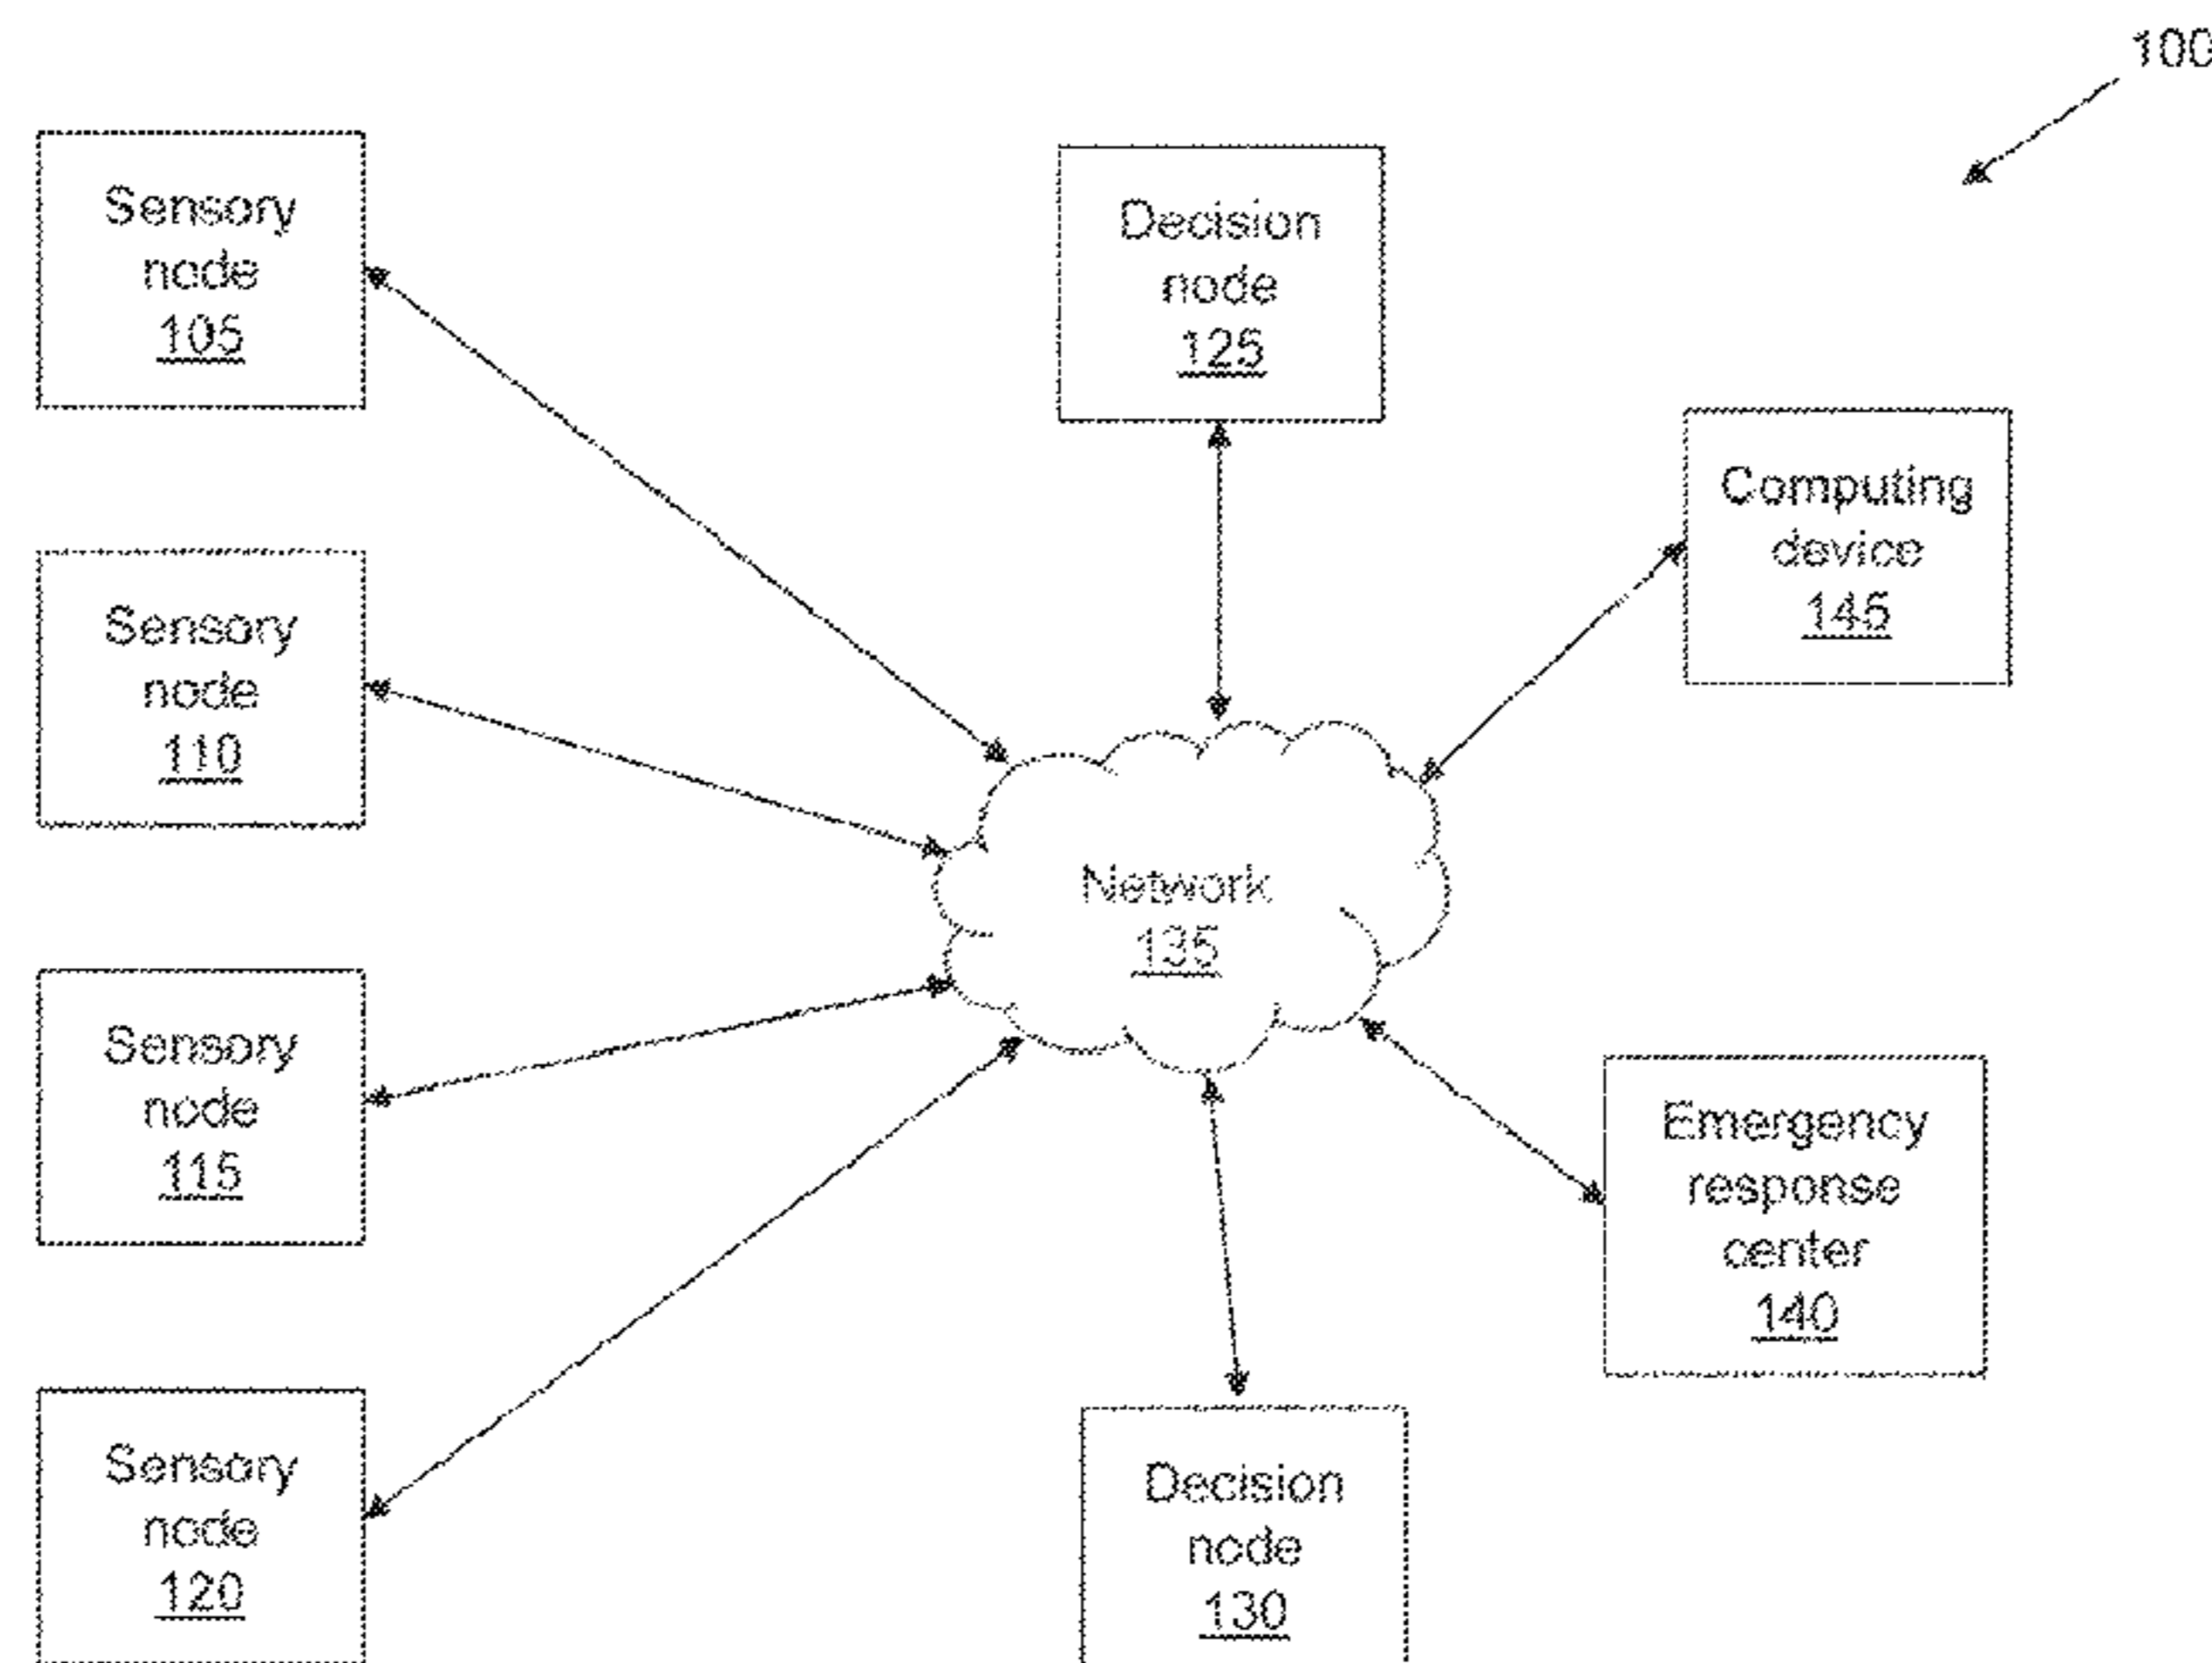 100
Sensory
node
105
Decision
node
125
Computing
device
145
Sensory
node
110
Network
135
Sensory
node
115
Emergency
response
center
140
Sensory
node
120
Decision
node
130